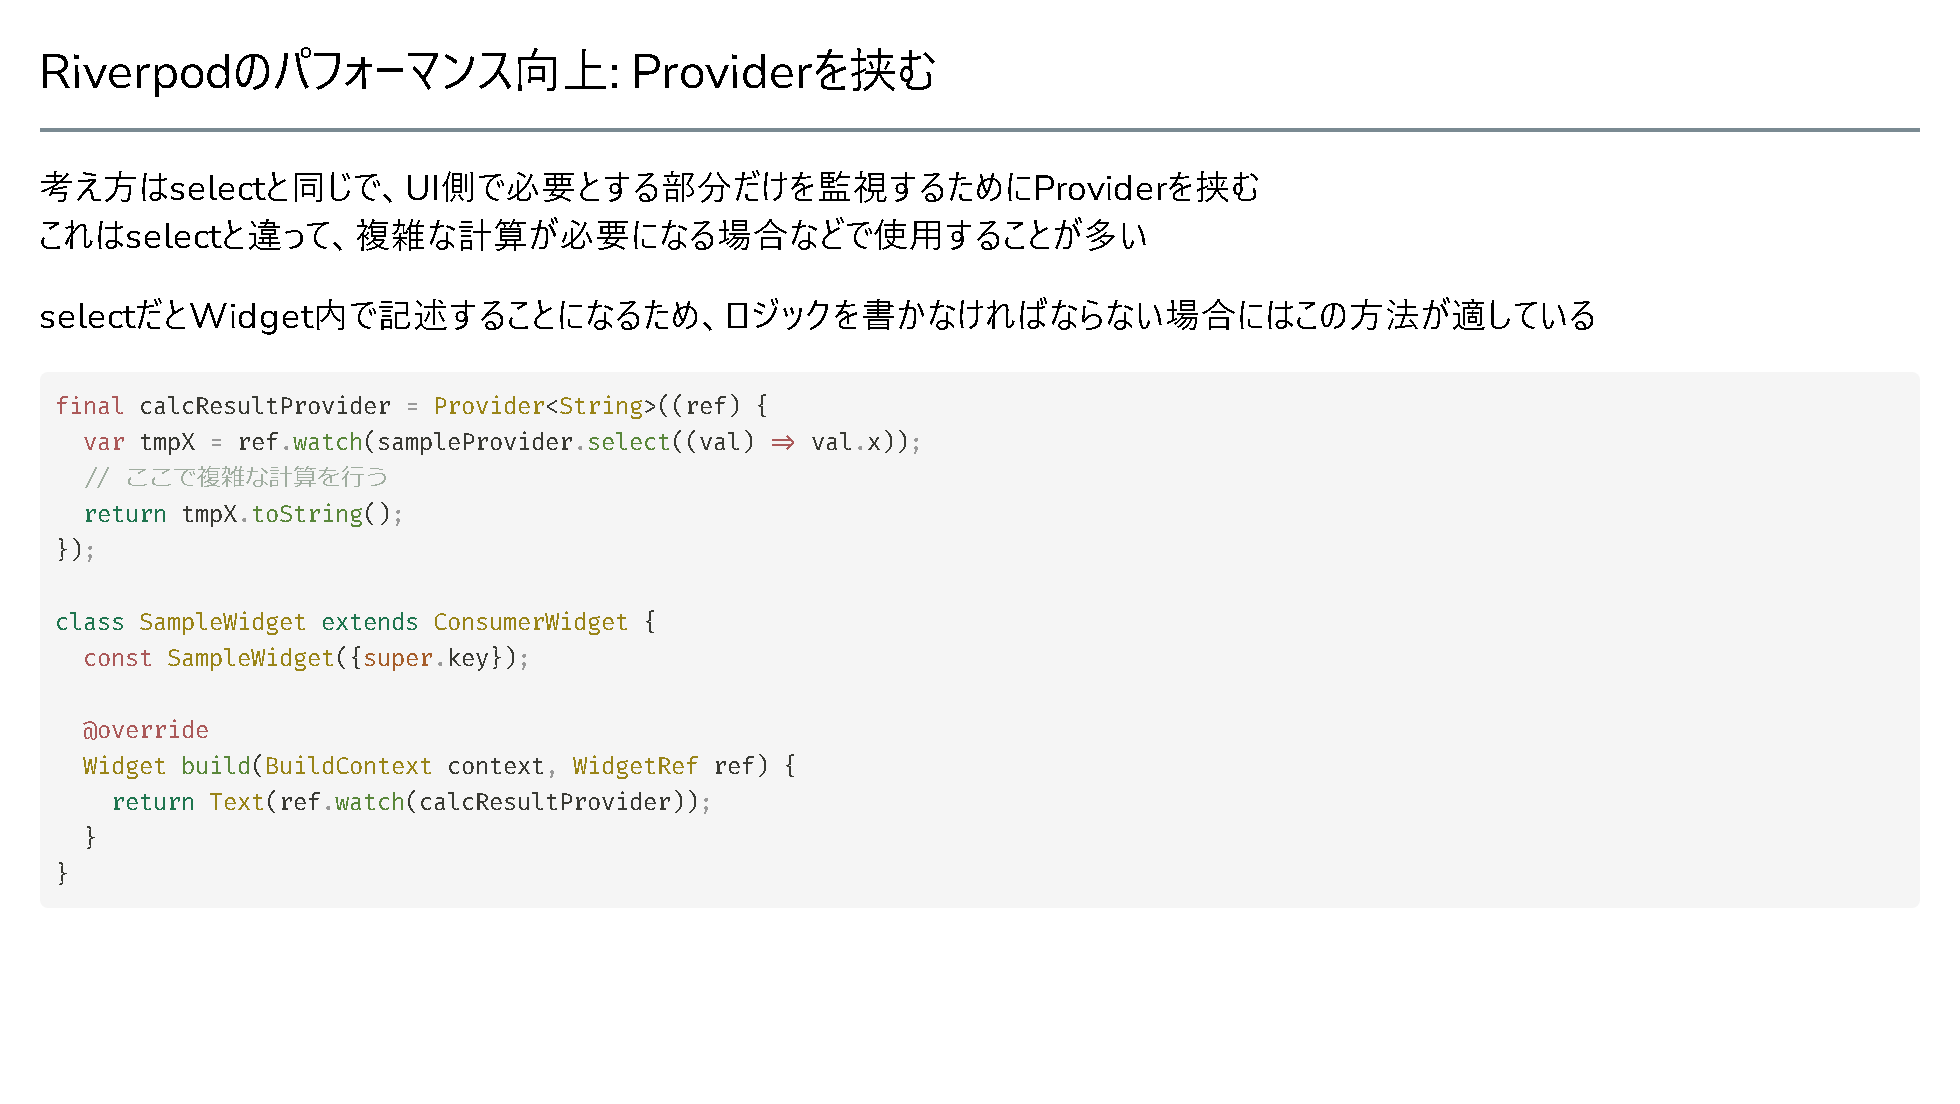 Riverpodのパフォーマンス向上: Providerを挟む
考え方はselectと同じで、UI側で必要とする部分だけを監視するためにProviderを挟む
これはselectと違って、複雑な計算が必要になる場合などで使用することが多い
selectだとWidget内で記述することになるため、ロジックを書かなければならない場合にはこの方法が適している
final calcResultProvider = Provider<String>((ref) {
  var tmpX = ref.watch(sampleProvider.select((val) => val.x));
  // ここで複雑な計算を行う
  return tmpX.toString();
});
class SampleWidget extends ConsumerWidget {
  const SampleWidget({super.key});
  @override
  Widget build(BuildContext context, WidgetRef ref) {
    return Text(ref.watch(calcResultProvider));
  }
}